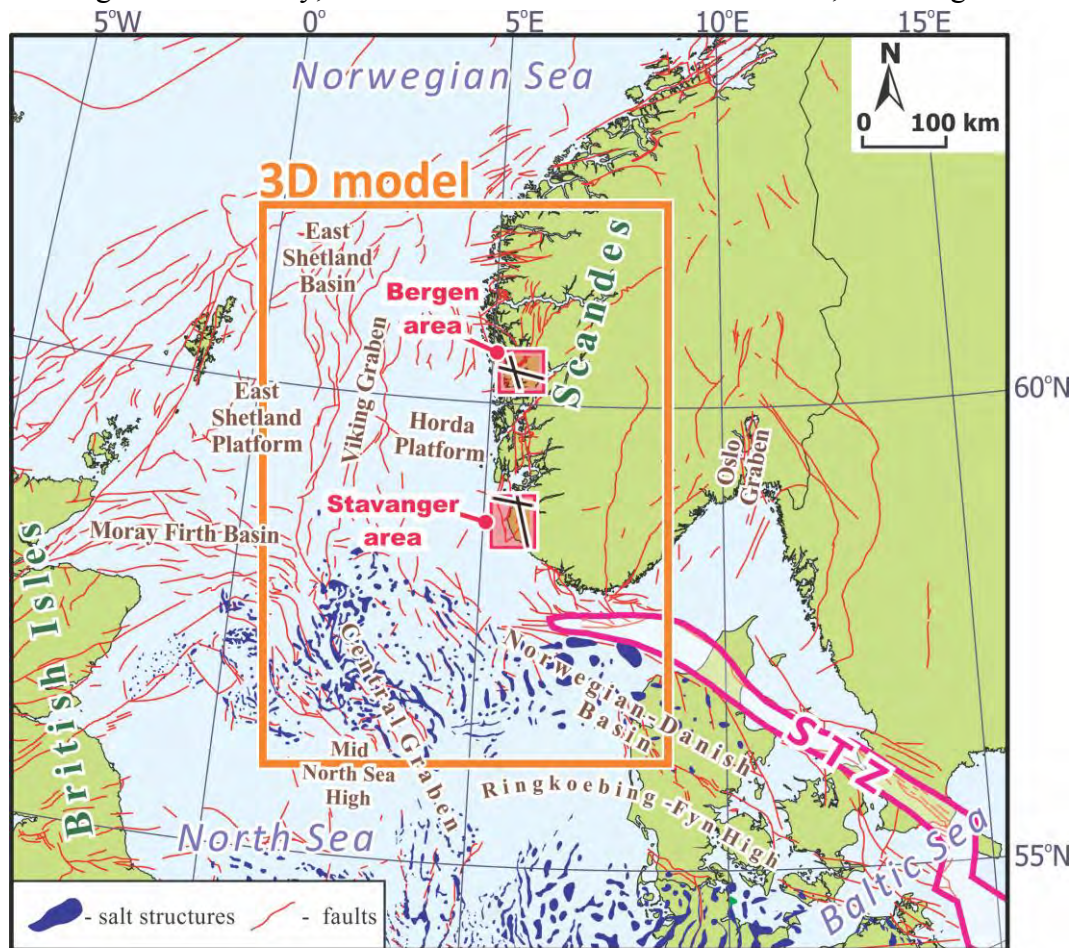 5°W
0°
5°E
10°E
15°E
Norwegian Sea
N
0 100 km
3D model
East
Shetland
Basin
Scandes
Bergen
area
Viking Graben
60°N
East
Shetland
Platform
Horda
Platform
Oslo
Graben
Stavanger
area
Moray Firth Basin
British Isles
Central Graben
Norwegian-Danish
Basin
STZ
Mid
North Sea
High
Ringkoebing-Fyn High
North Sea
55°N
Baltic Sea
- salt structures
- faults